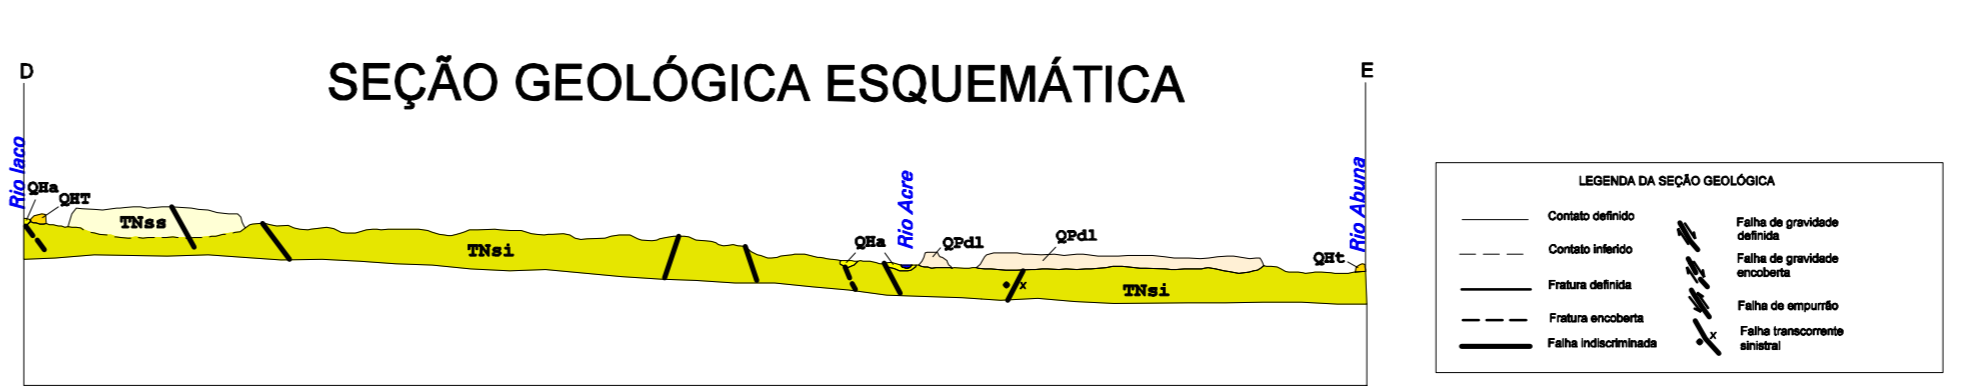 D
SEÇÃO GEOLÓGICA ESQUEMÁTICA
E
Rio Iaco
QHa
QHT
TNss
TNsi
QHa
Rio Acre
QPdl
QPdl
TNsi
x
QHt
Rio Abuna
LEGENDA DA SEÇÃO GEOLÓGICA
Contato definido
Contato inferido
Fratura definida
Fratura encoberta
Falha indiscriminada
Falha de gravidade
definida
Falha de gravidade
encoberta
Falha de empurrão
x
Falha transcorrente
sinistral